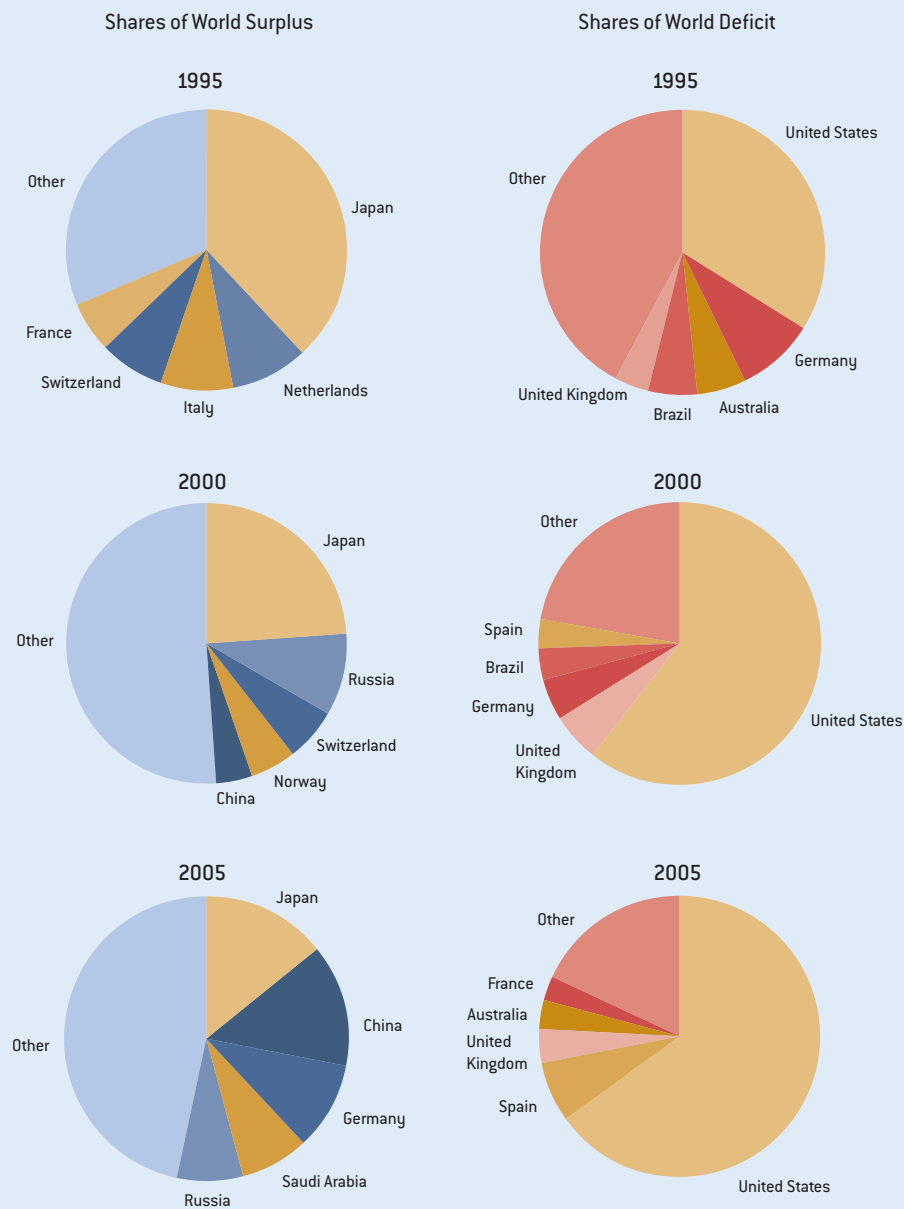 Shares of World Surplus
Shares of World Deficit
1995
Other
Japan
France
Switzerland
Italy
Netherlands
1995
United States
Other
Germany
United Kingdom
Brazil
Australia
2000
Japan
Other
Russia
Switzerland
Norway
China
2000
Other
Spain
Brazil
Germany
United
Kingdom
United States
2005
Japan
China
Other
Germany
Saudi Arabia
Russia
2005
Other
France
Australia
United
Kingdom
Spain
United States